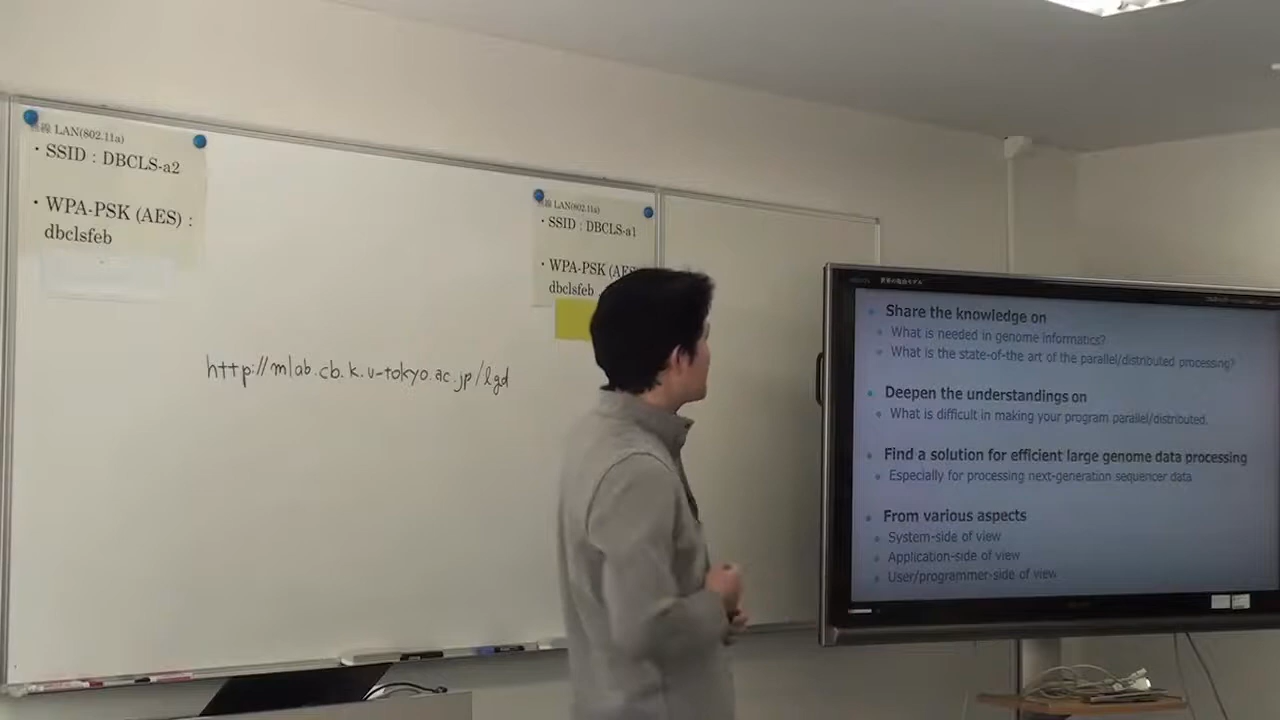 無線 LAN(802.11a)
・SSID : DBCLS-a2
・WPA-PSK (AES) :
dbclsfeb
無線 LAN(802.11a)
・SSID : DBCLS-a1
・WPA-PSK (AES
dbclsfeb
http://mlab.cb.k.u-tokyo.ac.jp/lgd
Share the knowledge on
What is needed in genome informatics?
What is the state-of-the art of the parallel/distributed processing?
Deepen the understandings on
What is difficult in making your program parallel/distributed.
Find a solution for efficient large genome data processing
Especially for processing next-generation sequencer data
From various aspects
System-side of view
Application-side of view
User/programmer-side of view